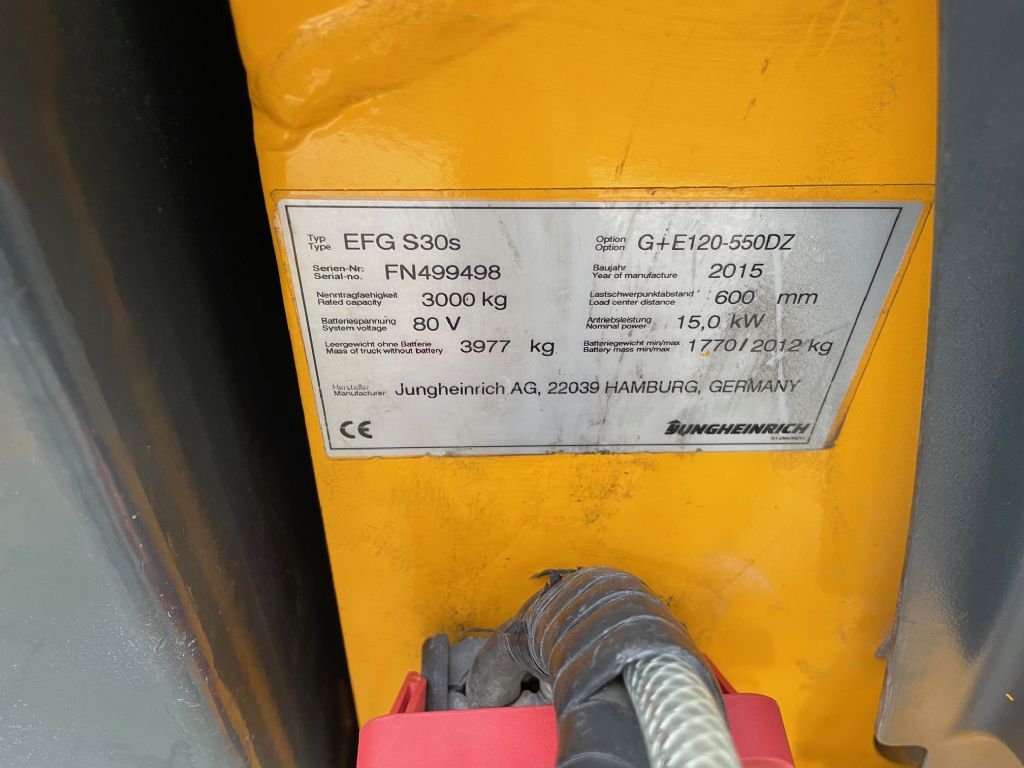 Typ EFG S30s Option G+E120-550DZ
Type Option
Serien-Nr. FN499498 Baujahr 2015
Serial-no. Year of manufacture
Nenntragfaehigkeit 3000 kg Lastschwerpunktabstand 600 mm
Rated capacity Load center distance
Batteriespannung 80 V Antriebsleistung 15,0 kW
System voltage Nominal power
Leergewicht ohne Batterie 3977 kg Batteriegewicht min/max 1770/2012 kg
Mass of truck without battery Battery mass min/max
Hersteller Jungheinrich AG, 22039 HAMBURG, GERMANY
Manufacturer
CE JUNGHEINRICH